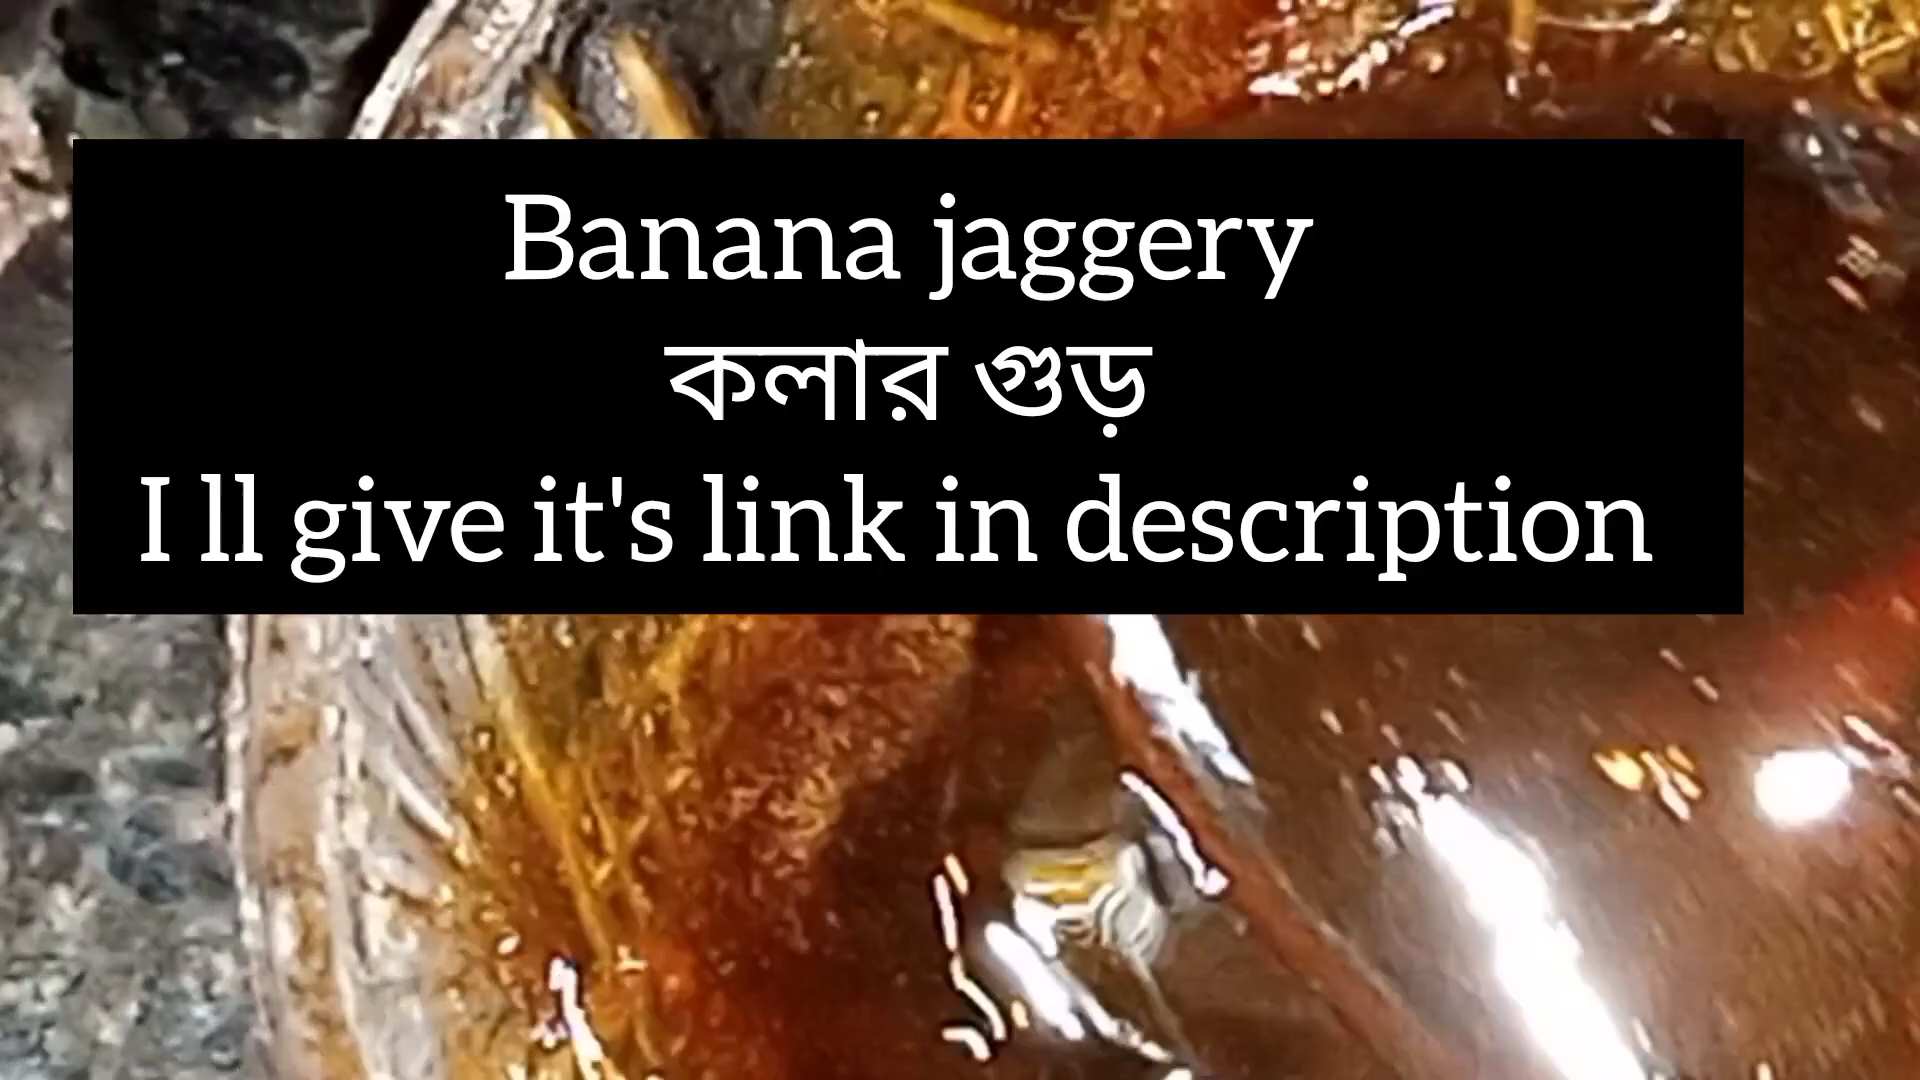 Banana jaggery
কলার গুড়
I ll give it's link in description